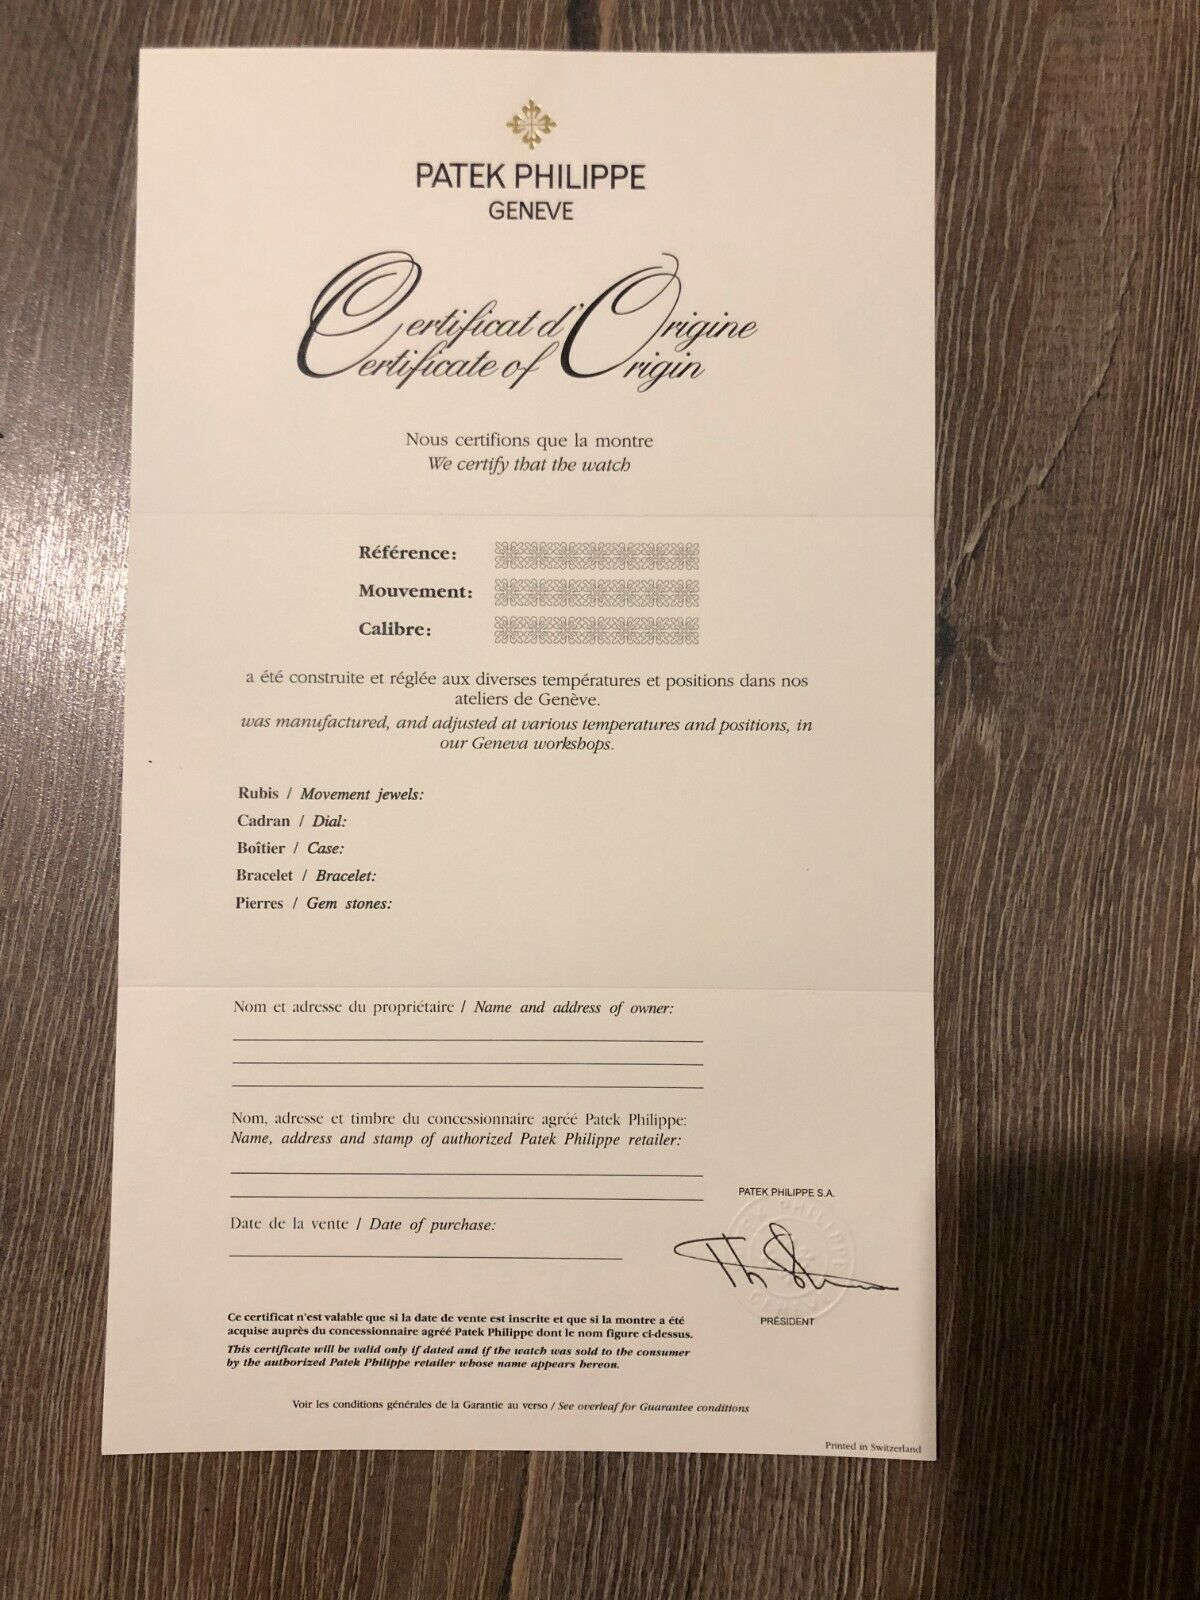 PATEK PHILIPPE
GENEVE
Certificat d'Origine
Certificate of Origin
Nous certifions que la montre
We certify that the watch
Référence:
Mouvement:
Calibre:
a été construite et réglée aux diverses températures et positions dans nos
ateliers de Genève.
was manufactured, and adjusted at various temperatures and positions, in
our Geneva workshops.
Rubis / Movement jewels:
Cadran / Dial:
Boîtier / Case:
Bracelet / Bracelet:
Pierres / Gem stones:
Nom et adresse du propriétaire / Name and address of owner:
Nom, adresse et timbre du concessionnaire agréé Patek Philippe:
Name, address and stamp of authorized Patek Philippe retailer:
Date de la vente / Date of purchase:
PATEK PHILIPPE S.A.
PRÉSIDENT
Ce certificat n'est valable que si la date de vente est inscrite et que si la montre a été
acquise auprès du concessionnaire agréé Patek Philippe dont le nom figure ci-dessus.
This certificate will be valid only if dated and if the watch was sold to the consumer
by the authorized Patek Philippe retailer whose name appears hereon.
Voir les conditions générales de la Garantie au verso / See overleaf for Guarantee conditions
Printed in Switzerland